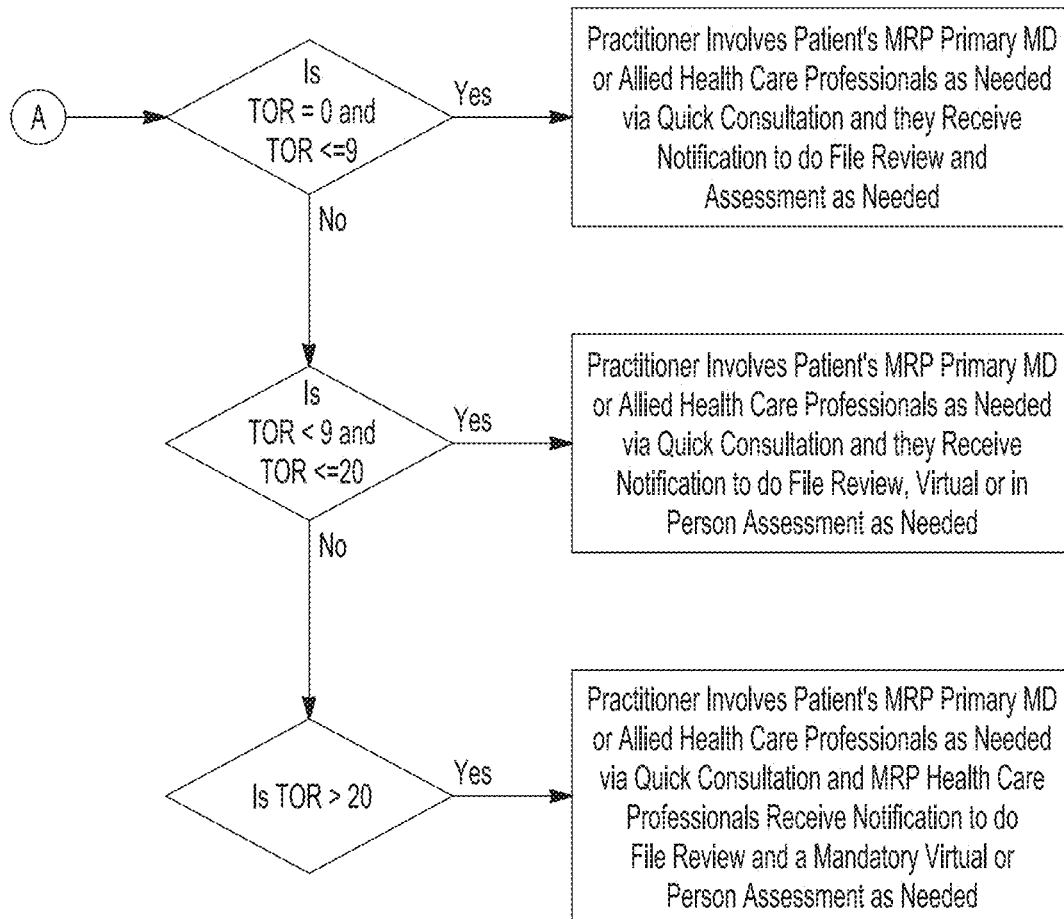 A
Is
TOR = 0 and
TOR <=9
Yes
Practitioner Involves Patient's MRP Primary MD
or Allied Health Care Professionals as Needed
via Quick Consultation and they Receive
Notification to do File Review and
Assessment as Needed
No
Is
TOR < 9 and
TOR <=20
Yes
Practitioner Involves Patient's MRP Primary MD
or Allied Health Care Professionals as Needed
via Quick Consultation and they Receive
Notification to do File Review, Virtual or in
Person Assessment as Needed
No
Is TOR > 20
Yes
Practitioner Involves Patient's MRP Primary MD
or Allied Health Care Professionals as Needed
via Quick Consultation and MRP Health Care
Professionals Receive Notification to do
File Review and a Mandatory Virtual or
Person Assessment as Needed